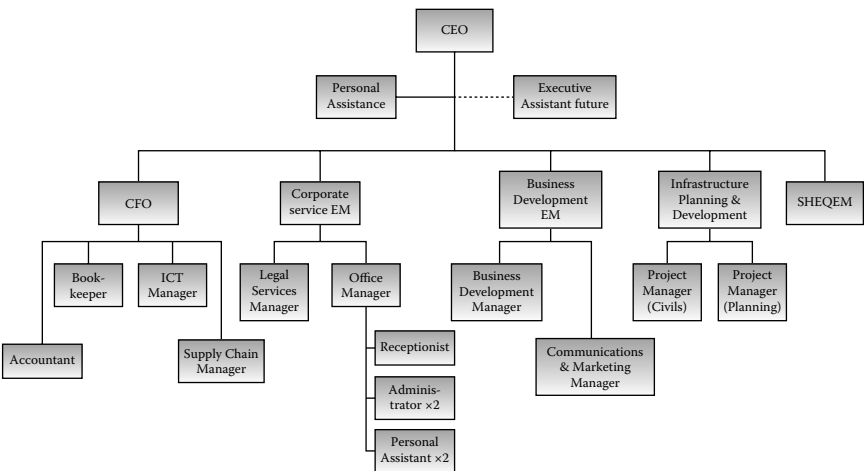 CEO
Personal
Assistance
Executive
Assistant future
CFO
Corporate
service EM
Business
Development
EM
Infrastructure
Planning &
Development
SHEQEM
Book-
keeper
ICT
Manager
Legal
Services
Manager
Office
Manager
Business
Development
Manager
Project
Manager
(Civils)
Project
Manager
(Planning)
Accountant
Supply Chain
Manager
Receptionist
Communications
& Marketing
Manager
Adminis-
trator ×2
Personal
Assistant ×2